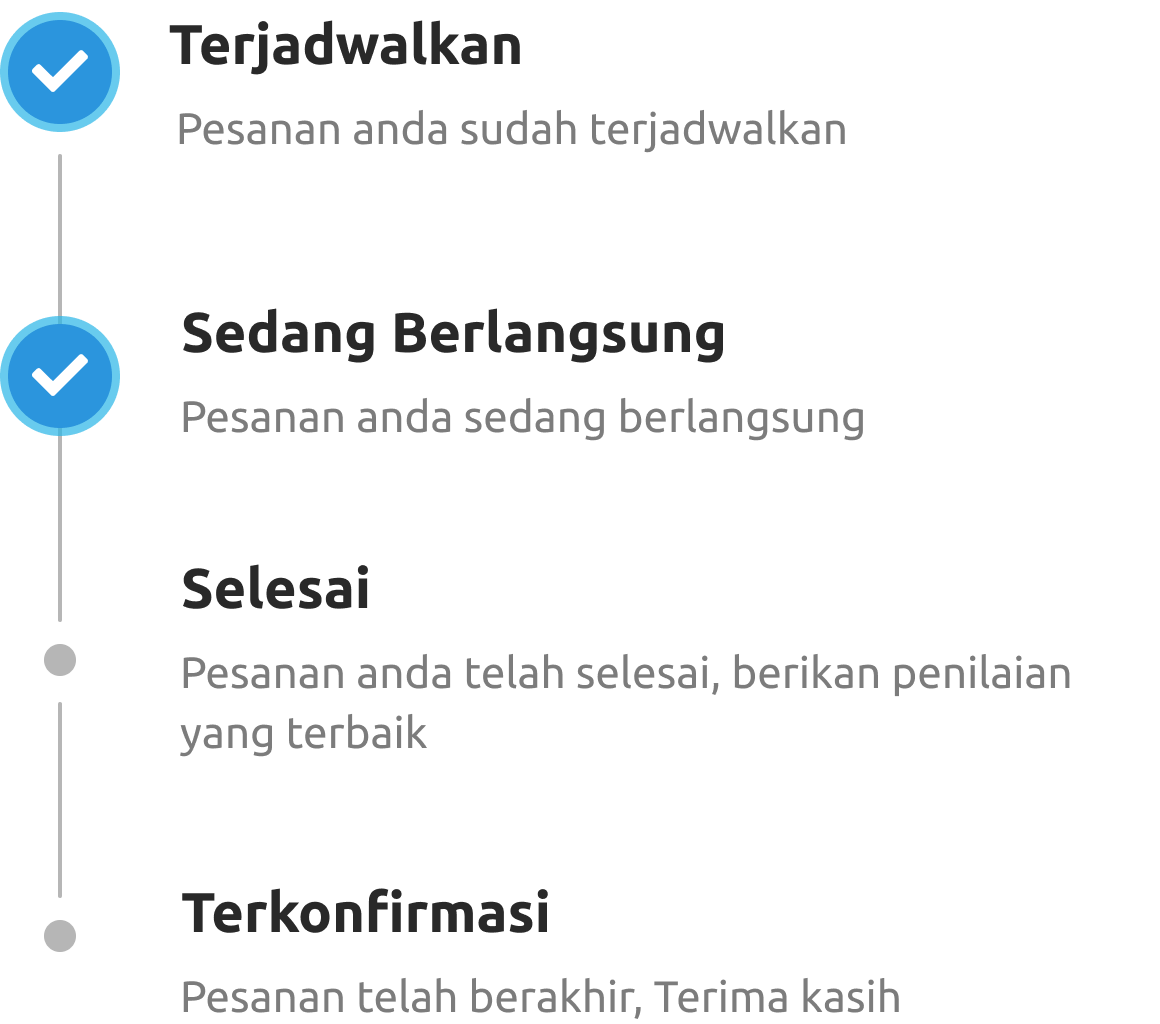 Terjadwalkan
Pesanan anda sudah terjadwalkan
Sedang Berlangsung
Pesanan anda sedang berlangsung
Selesai
Pesanan anda telah selesai, berikan penilaian
yang terbaik
Terkonfirmasi
Pesanan telah berakhir, Terima kasih